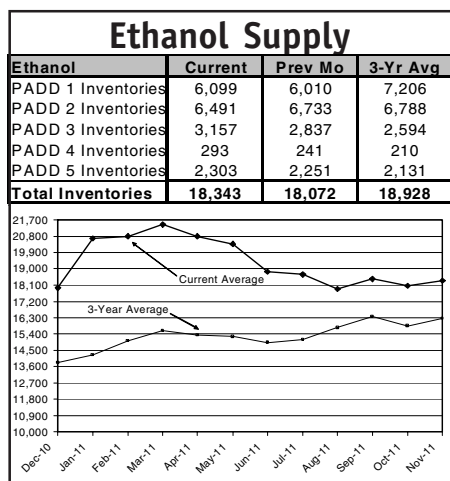 Ethanol Supply
Ethanol Current Prev Mo 3-Yr Avg
PADD 1 Inventories 6,099 6,010 7,206
PADD 2 Inventories 6,491 6,733 6,788
PADD 3 Inventories 3,157 2,837 2,594
PADD 4 Inventories 293 241 210
PADD 5 Inventories 2,303 2,251 2,131
Total Inventories 18,343 18,072 18,928
21,700
20,800
19,900
19,000
18,100
17,200
16,300
15,400
14,500
13,600
12,700
11,800
10,900
10,000
Current Average
3-Year Average
Dec-10 Jan-11 Feb-11 Mar-11 Apr-11 May-11 Jun-11 Jul-11 Aug-11 Sep-11 Oct-11 Nov-11